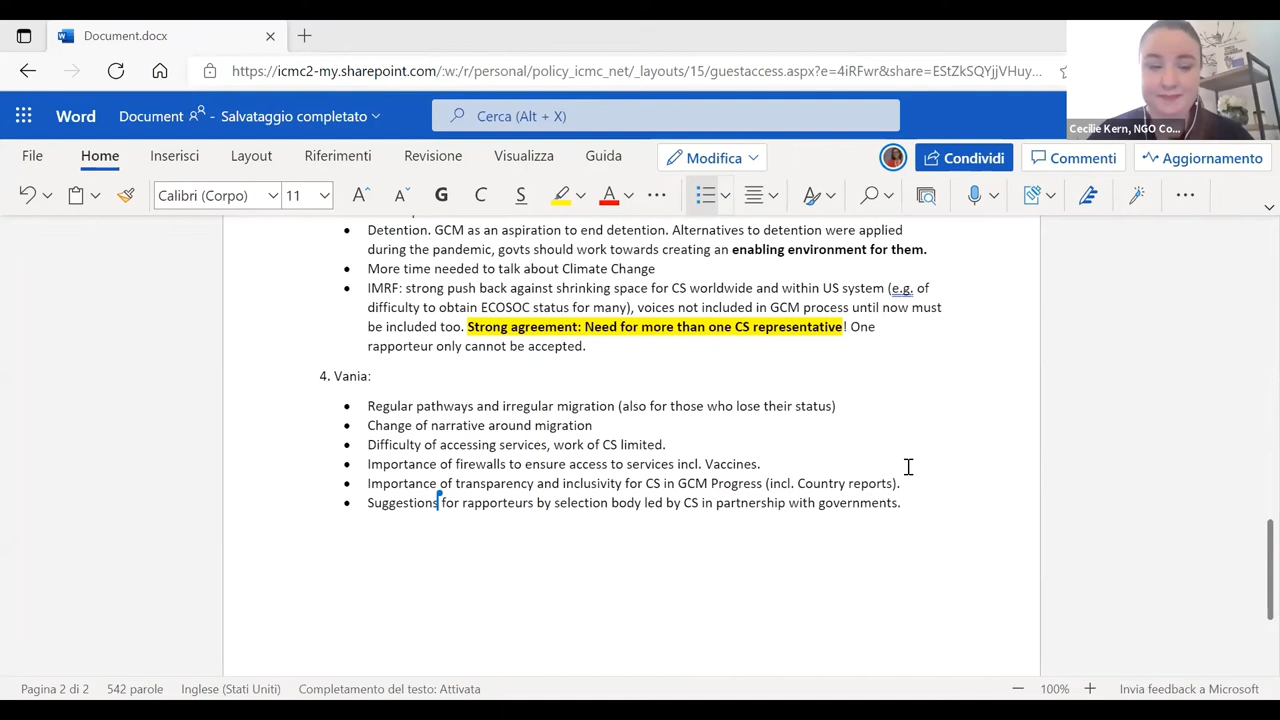 Document.docx
https://icmc2-my.sharepoint.com/:w:/r/personal/policy_icmc_net/_layouts/15/guestaccess.aspx?e=4iRFwr&share=EStZkSQYjjVHuy...
Word Document - Salvataggio completato
Cerca (Alt + X)
Cecilie Kern, NGO Co...
File Home Inserisci Layout Riferimenti Revisione Visualizza Guida Modifica Condividi Commenti Aggiornamento
Calibri (Corpo) 11 G C S A
• Detention. GCM as an aspiration to end detention. Alternatives to detention were applied
during the pandemic, govts should work towards creating an enabling environment for them.
• More time needed to talk about Climate Change
• IMRF: strong push back against shrinking space for CS worldwide and within US system (e.g. of
difficulty to obtain ECOSOC status for many), voices not included in GCM process until now must
be included too. Strong agreement: Need for more than one CS representative! One
rapporteur only cannot be accepted.
4. Vania:
• Regular pathways and irregular migration (also for those who lose their status)
• Change of narrative around migration
• Difficulty of accessing services, work of CS limited.
• Importance of firewalls to ensure access to services incl. Vaccines.
• Importance of transparency and inclusivity for CS in GCM Progress (incl. Country reports).
• Suggestions for rapporteurs by selection body led by CS in partnership with governments.
Pagina 2 di 2 542 parole Inglese (Stati Uniti) Completamento del testo: Attivata 100% Invia feedback a Microsoft